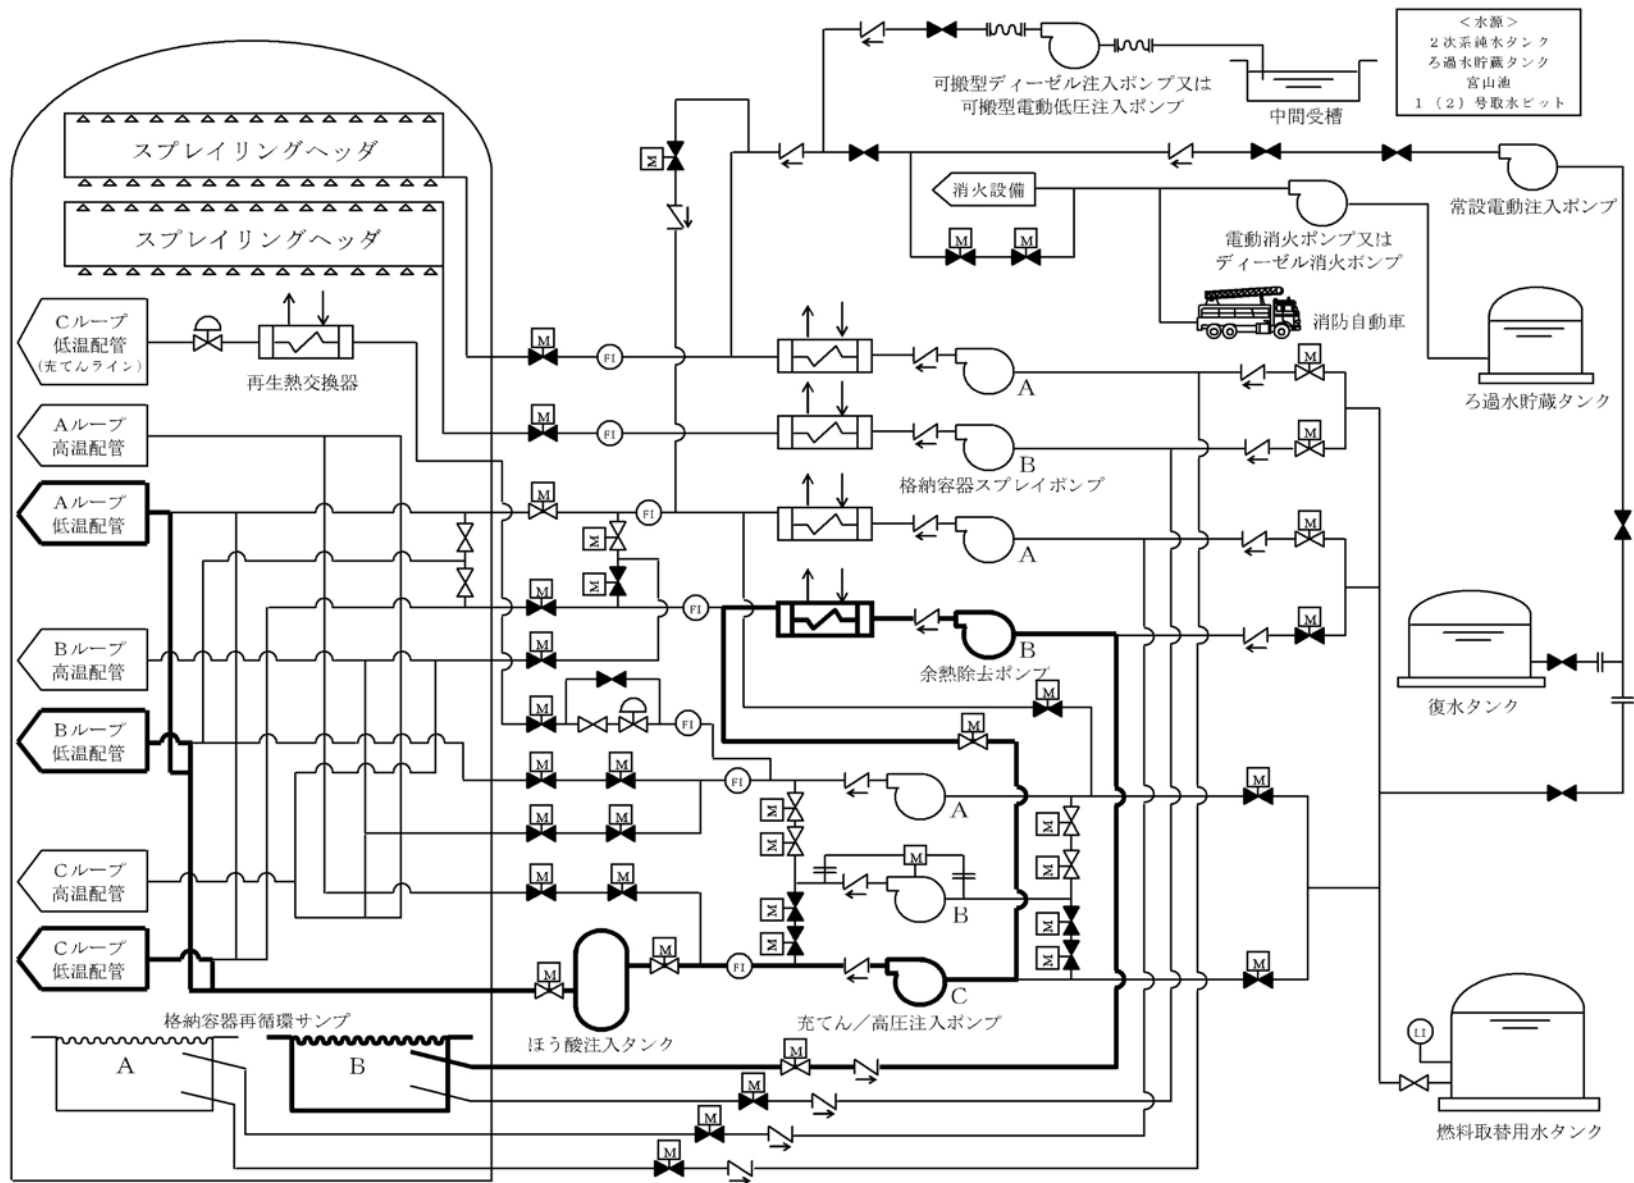 <水源>
2次系純水タンク
ろ過水貯蔵タンク
宮山池
1(2)号取水ピット
可搬型ディーゼル注入ポンプ又は
可搬型電動低圧注入ポンプ
中間受槽
スプレイリングヘッダ
M
消火設備
常設電動注入ポンプ
スプレイリングヘッダ
M
M
電動消火ポンプ又は
ディーゼル消火ポンプ
消防自動車
Cループ
低温配管
(充てんライン)
再生熱交換器
M
FI
A
M
ろ過水貯蔵タンク
Aループ
高温配管
M
FI
B
M
格納容器スプレイポンプ
Aループ
低温配管
M
FI
M
A
M
M
M
FI
B
M
余熱除去ポンプ
Bループ
高温配管
M
M
復水タンク
Bループ
低温配管
M
FI
M
M
M
FI
A
M
M
M
M
M
M
M
M
B
Cループ
高温配管
M
M
M
M
M
M
Cループ
低温配管
M
FI
C
M
M
充てん/高圧注入ポンプ
ほう酸注入タンク
格納容器再循環サンプ
A
B
M
M
M
M
LI
燃料取替用水タンク